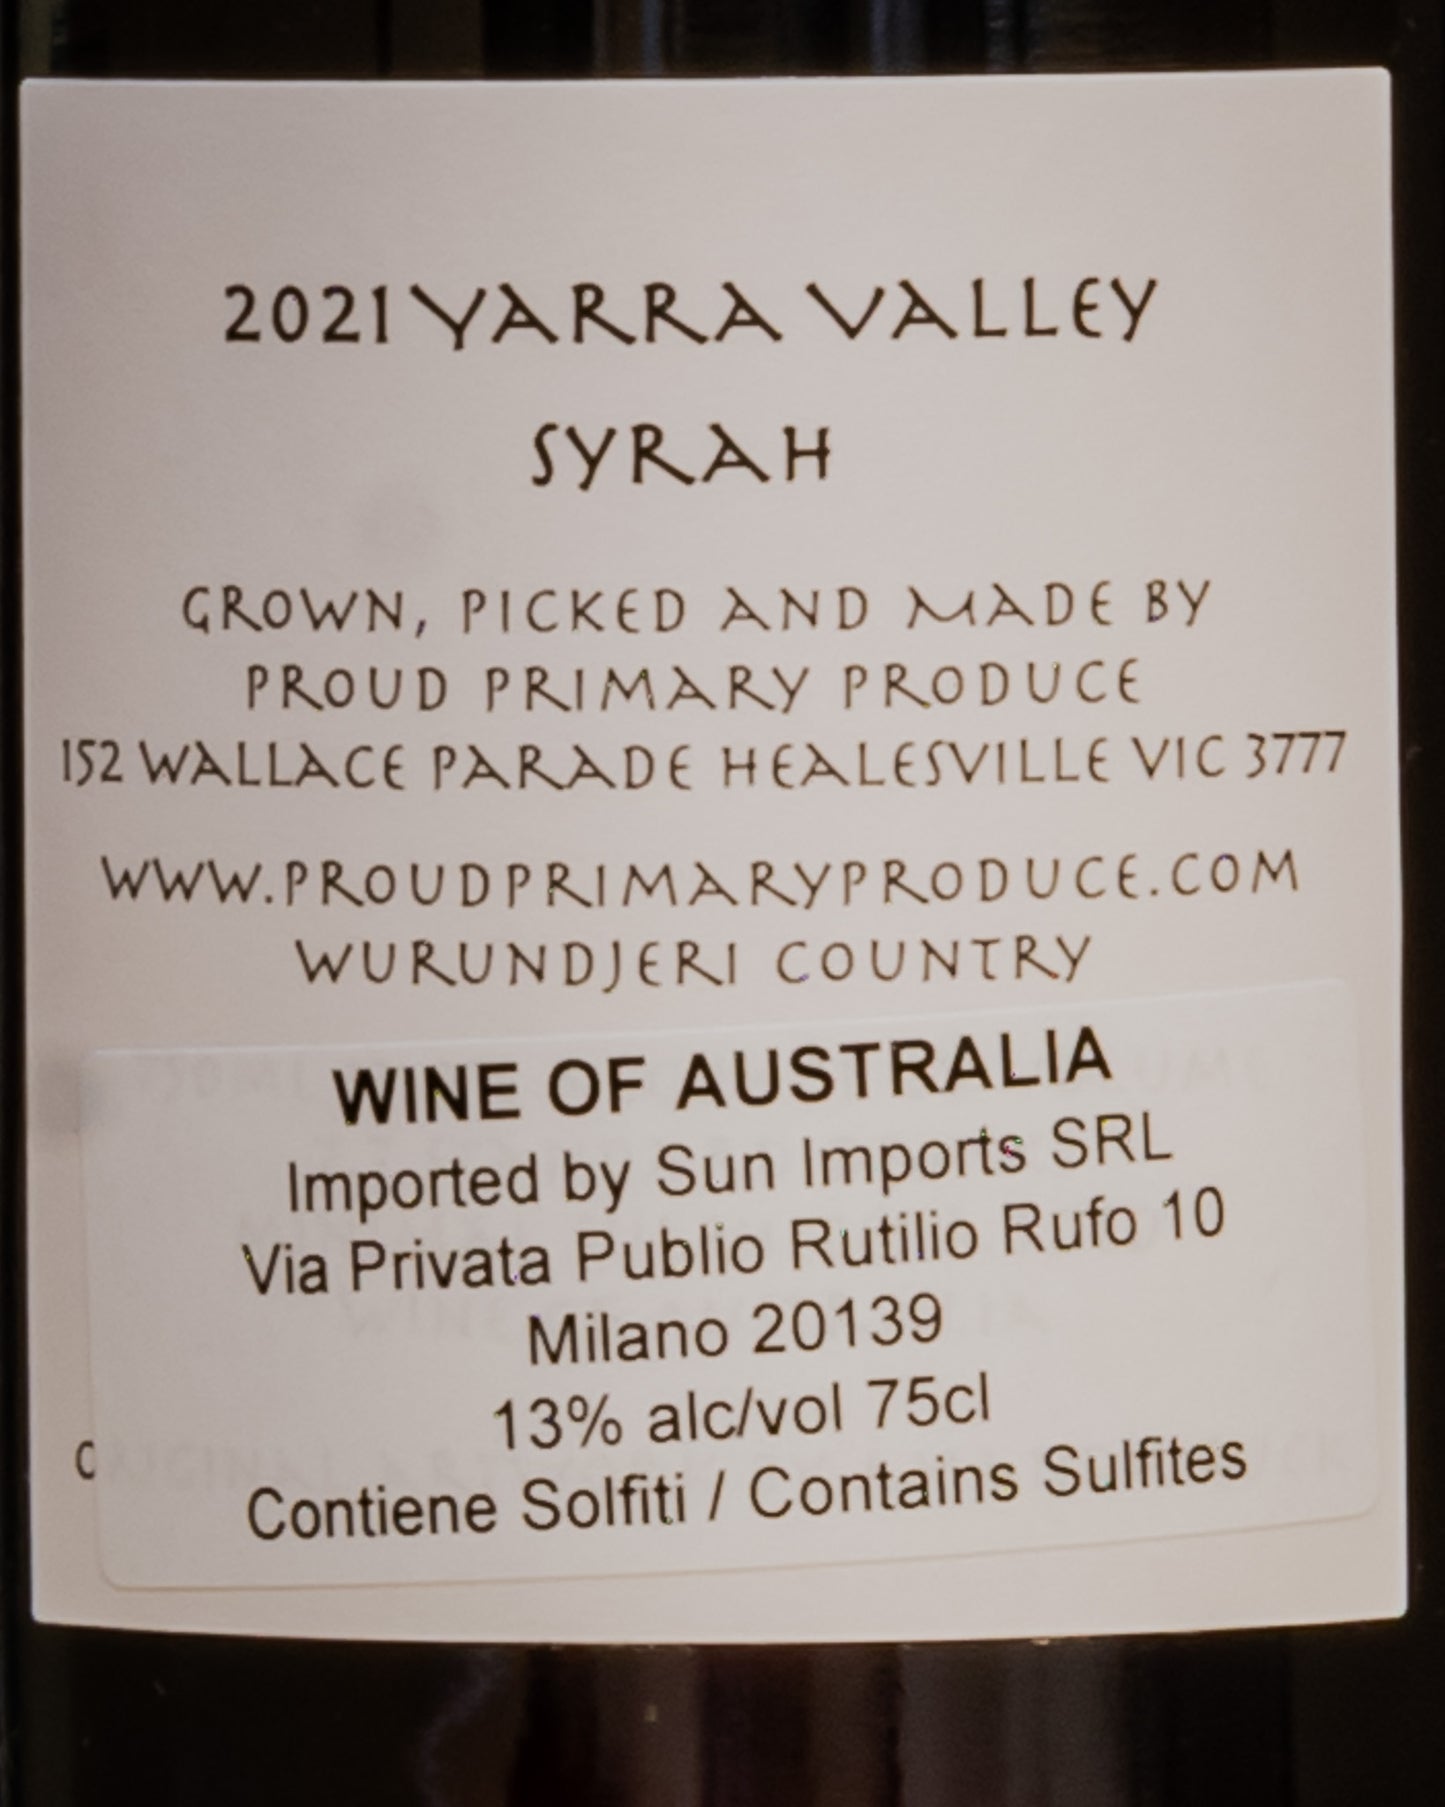 2021 YARRA VALLEY
SYRAH
GROWN, PICKED AND MADE BY
PROUD PRIMARY PRODUCE
152 WALLACE PARADE HEALESVILLE VIC 3777
WWW.PROUDPRIMARYPRODUCE.COM
WURUNDJERI COUNTRY
WINE OF AUSTRALIA
Imported by Sun Imports SRL
Via Privata Publio Rutilio Rufo 10
Milano 20139
13% alc/vol 75cl
Contiene Solfiti / Contains Sulfites